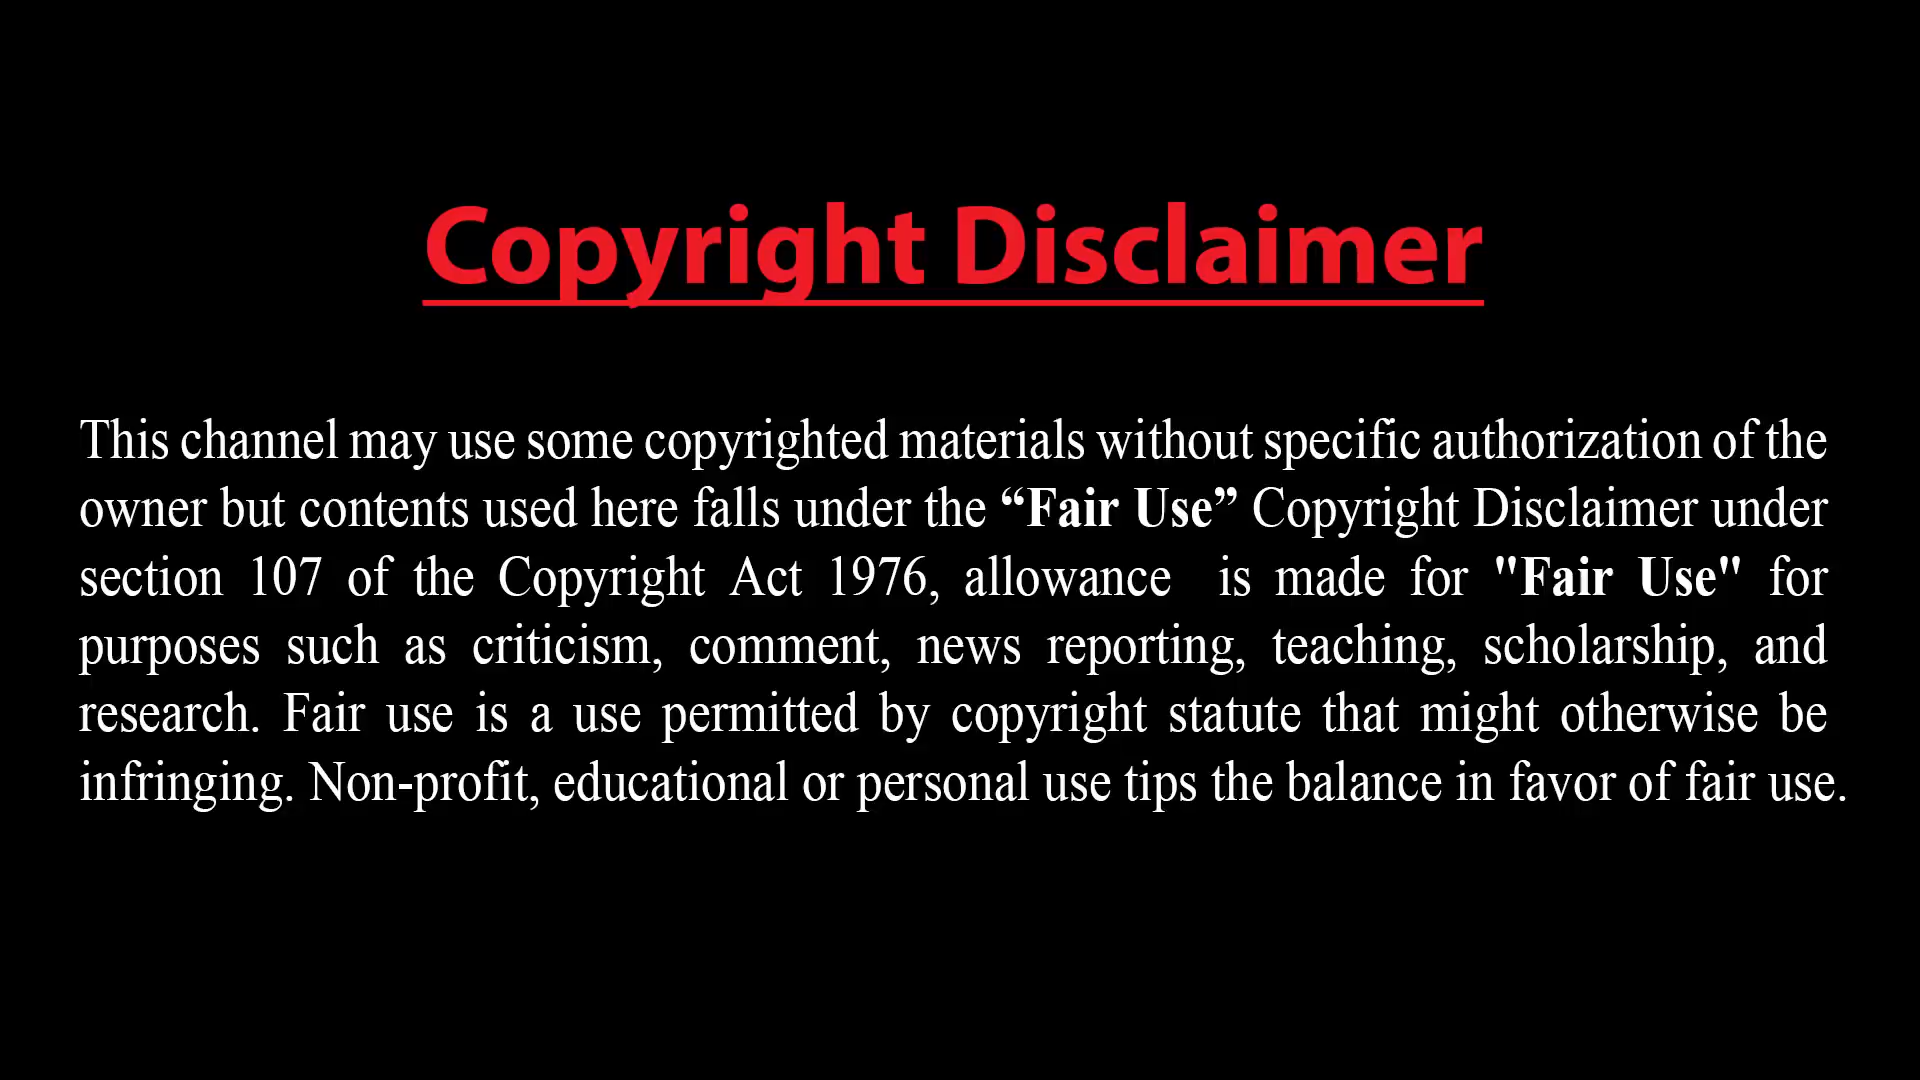 Copyright Disclaimer
This channel may use some copyrighted materials without specific authorization of the
owner but contents used here falls under the “Fair Use” Copyright Disclaimer under
section 107 of the Copyright Act 1976, allowance is made for "Fair Use" for
purposes such as criticism, comment, news reporting, teaching, scholarship, and
research. Fair use is a use permitted by copyright statute that might otherwise be
infringing. Non-profit, educational or personal use tips the balance in favor of fair use.